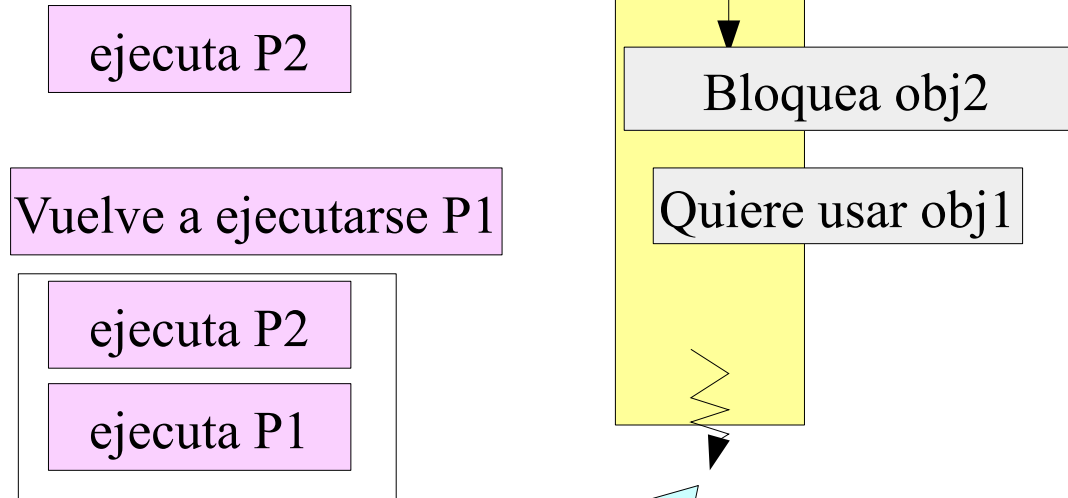 ejecuta P2
Bloquea obj2
Vuelve a ejecutarse P1
Quiere usar obj1
ejecuta P2
ejecuta P1